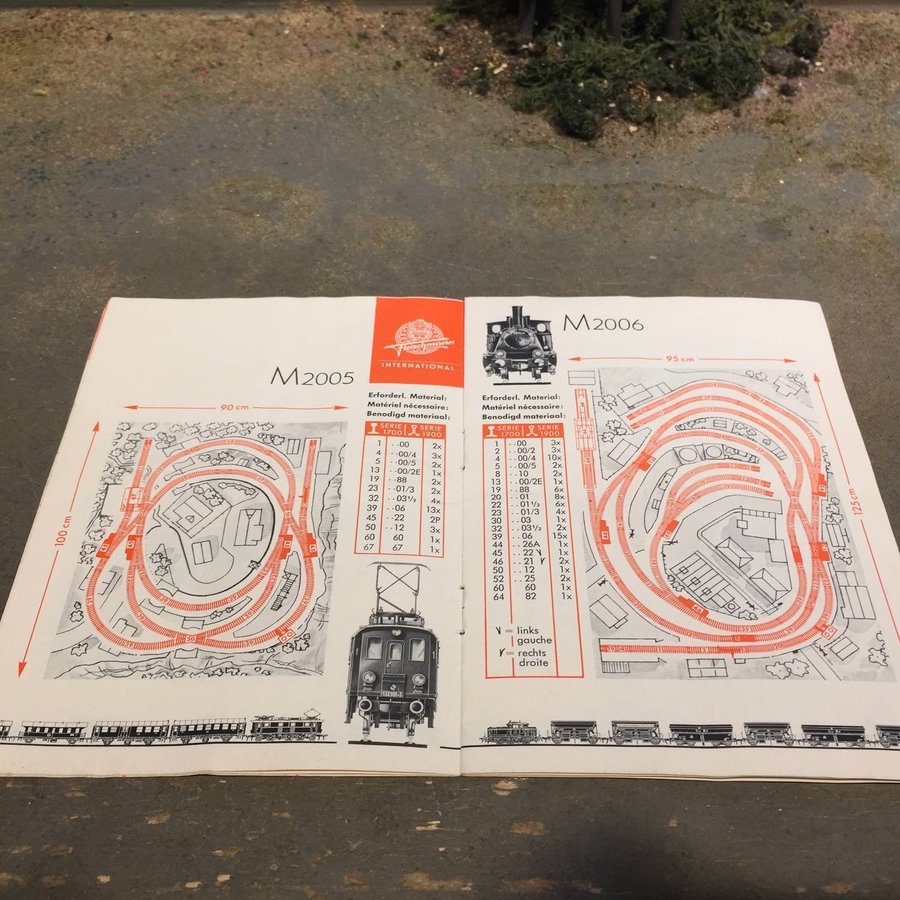 M2005
Fleischmann
INTERNATIONAL
Erforderl. Material:
Matériel nécessaire:
Benodigd materiaal:
SERIE 1700 SERIE 1900
1 ..00 2x
4 ..00/4 3x
5 ..00/5 2x
13 ..00/2E 1x
19 ..88 2x
23 ..01/3 2x
32 ..03½ 4x
39 ..06 13x
45 ..22 2P
50 ..12 3x
60 60 1x
67 67 1x
90 cm
100 cm
M2006
95 cm
125 cm
Erforderl. Material:
Matériel nécessaire:
Benodigd materiaal:
SERIE 1700 SERIE 1900
1 ..00 3x
2 ..00/2 3x
4 ..00/4 10x
5 ..00/5 2x
8 ..10 2x
13 ..00/2E 1x
19 ..88 6x
20 ..01 8x
22 ..01½ 6x
23 ..01/3 4x
30 ..03 1x
32 ..03½ 2x
39 ..06 15x
44 ..26A 1x
45 ..22 1x
46 ..21 2x
50 ..12 1x
52 ..25 2x
60 60 1x
64 82 1x
= links
gauche
= rechts
droite